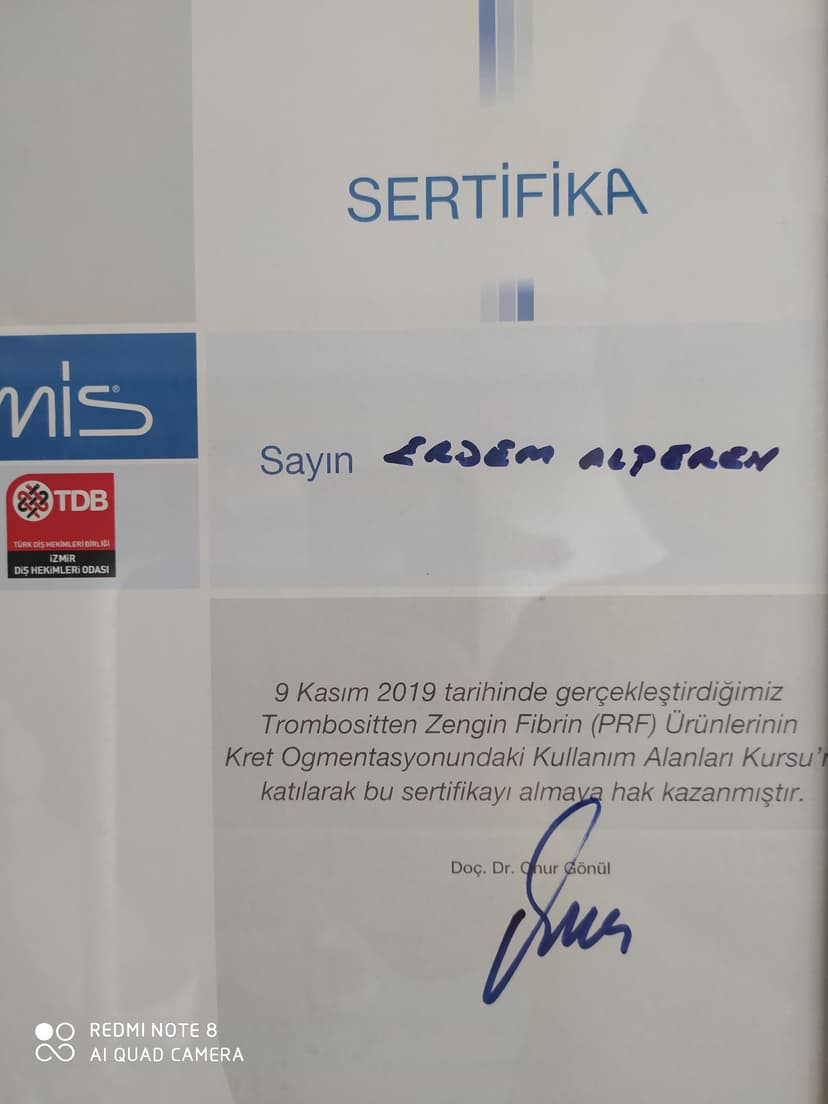 SERTİFİKA
mis®
Sayın ERDEM ALPEREN
TDB
TÜRK DİŞ HEKİMLERİ BİRLİĞİ
İZMİR
DİŞ HEKİMLERİ ODASI
9 Kasım 2019 tarihinde gerçekleştirdiğimiz
Trombositten Zengin Fibrin (PRF) Ürünlerinin
Kret Ogmentasyonundaki Kullanım Alanları Kursu'n
katılarak bu sertifikayı almaya hak kazanmıştır.
Doç. Dr. Onur Gönül
REDMI NOTE 8
AI QUAD CAMERA